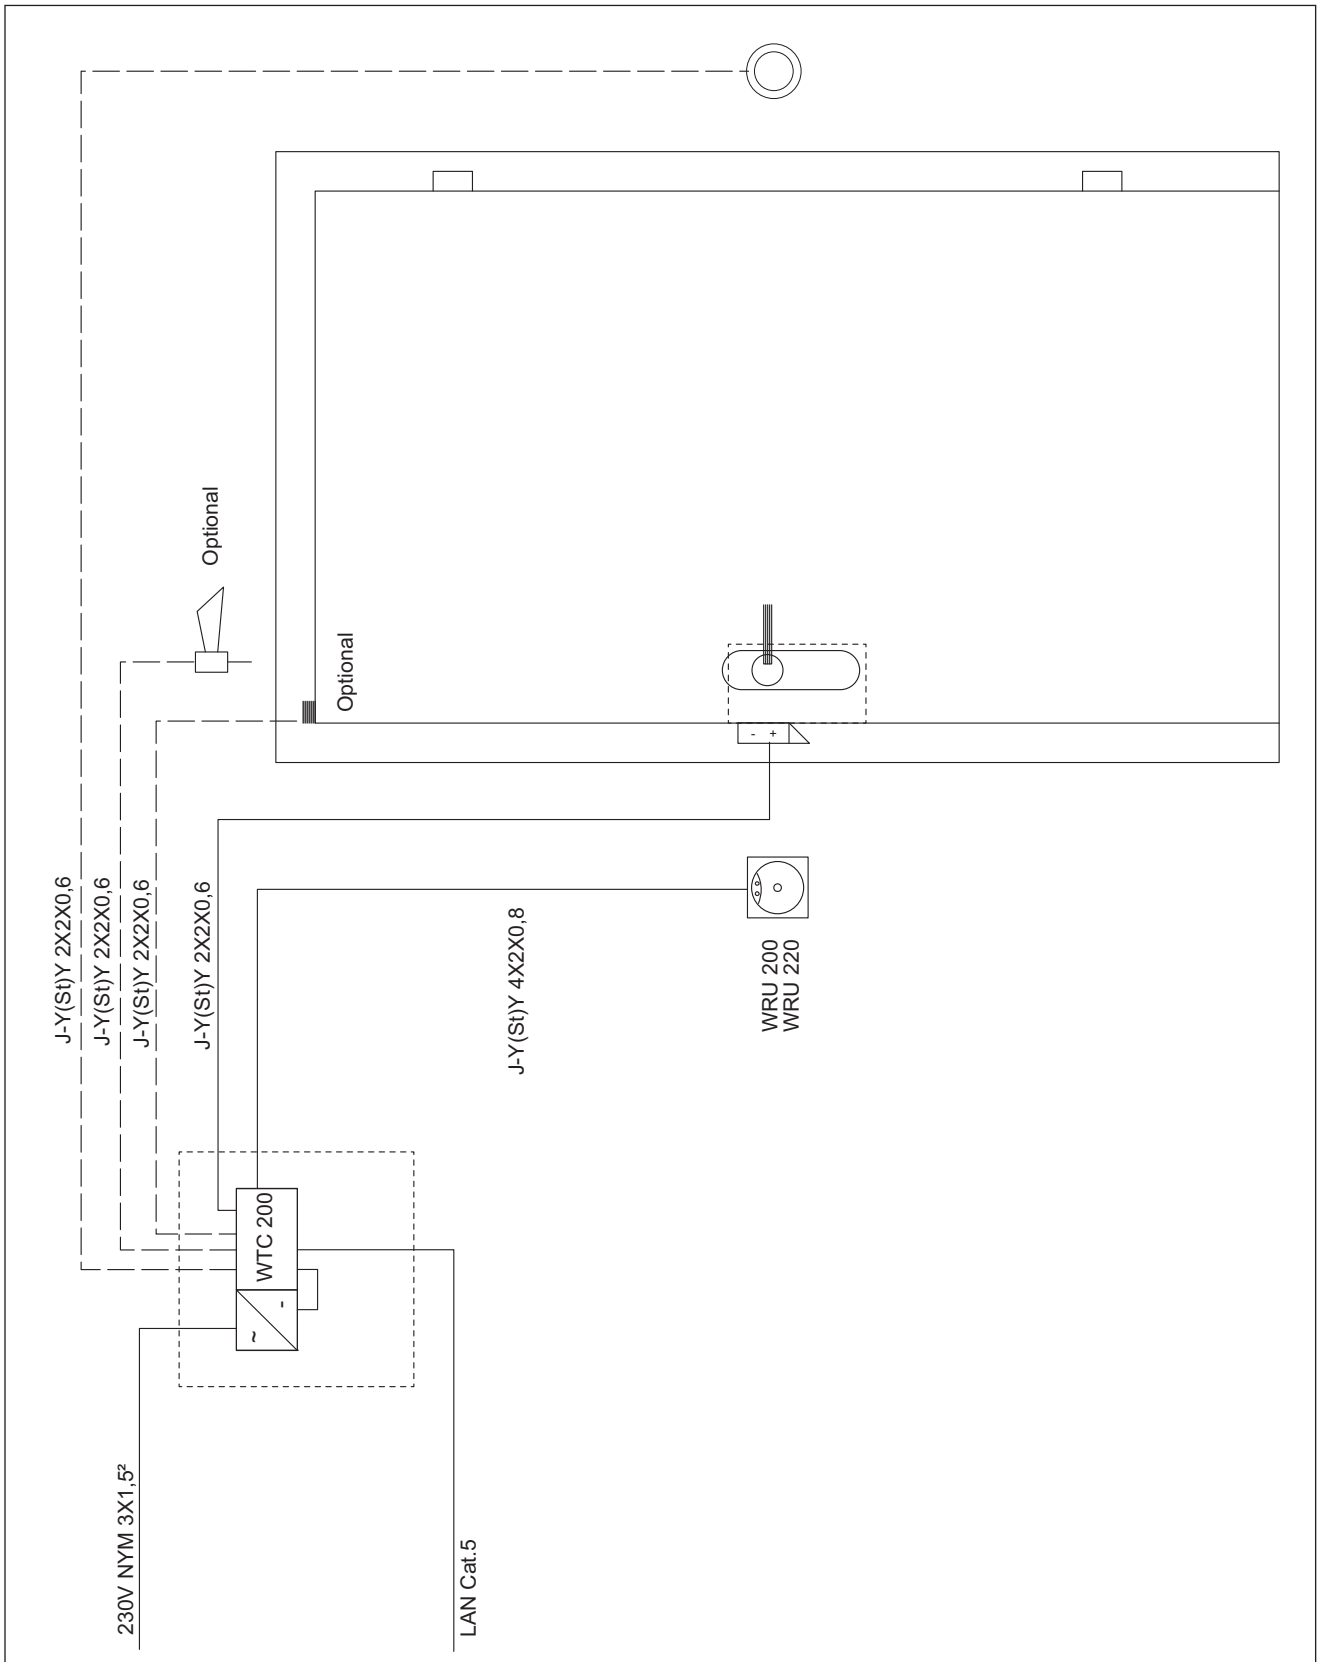 J-Y(St)Y 2X2X0,6
J-Y(St)Y 2X2X0,6
J-Y(St)Y 2X2X0,6
J-Y(St)Y 2X2X0,6
J-Y(St)Y 4X2X0,8
Optional
Optional
- +
WRU 200
WRU 220
WTC 200
~ -
230V NYM 3X1,5²
LAN Cat.5